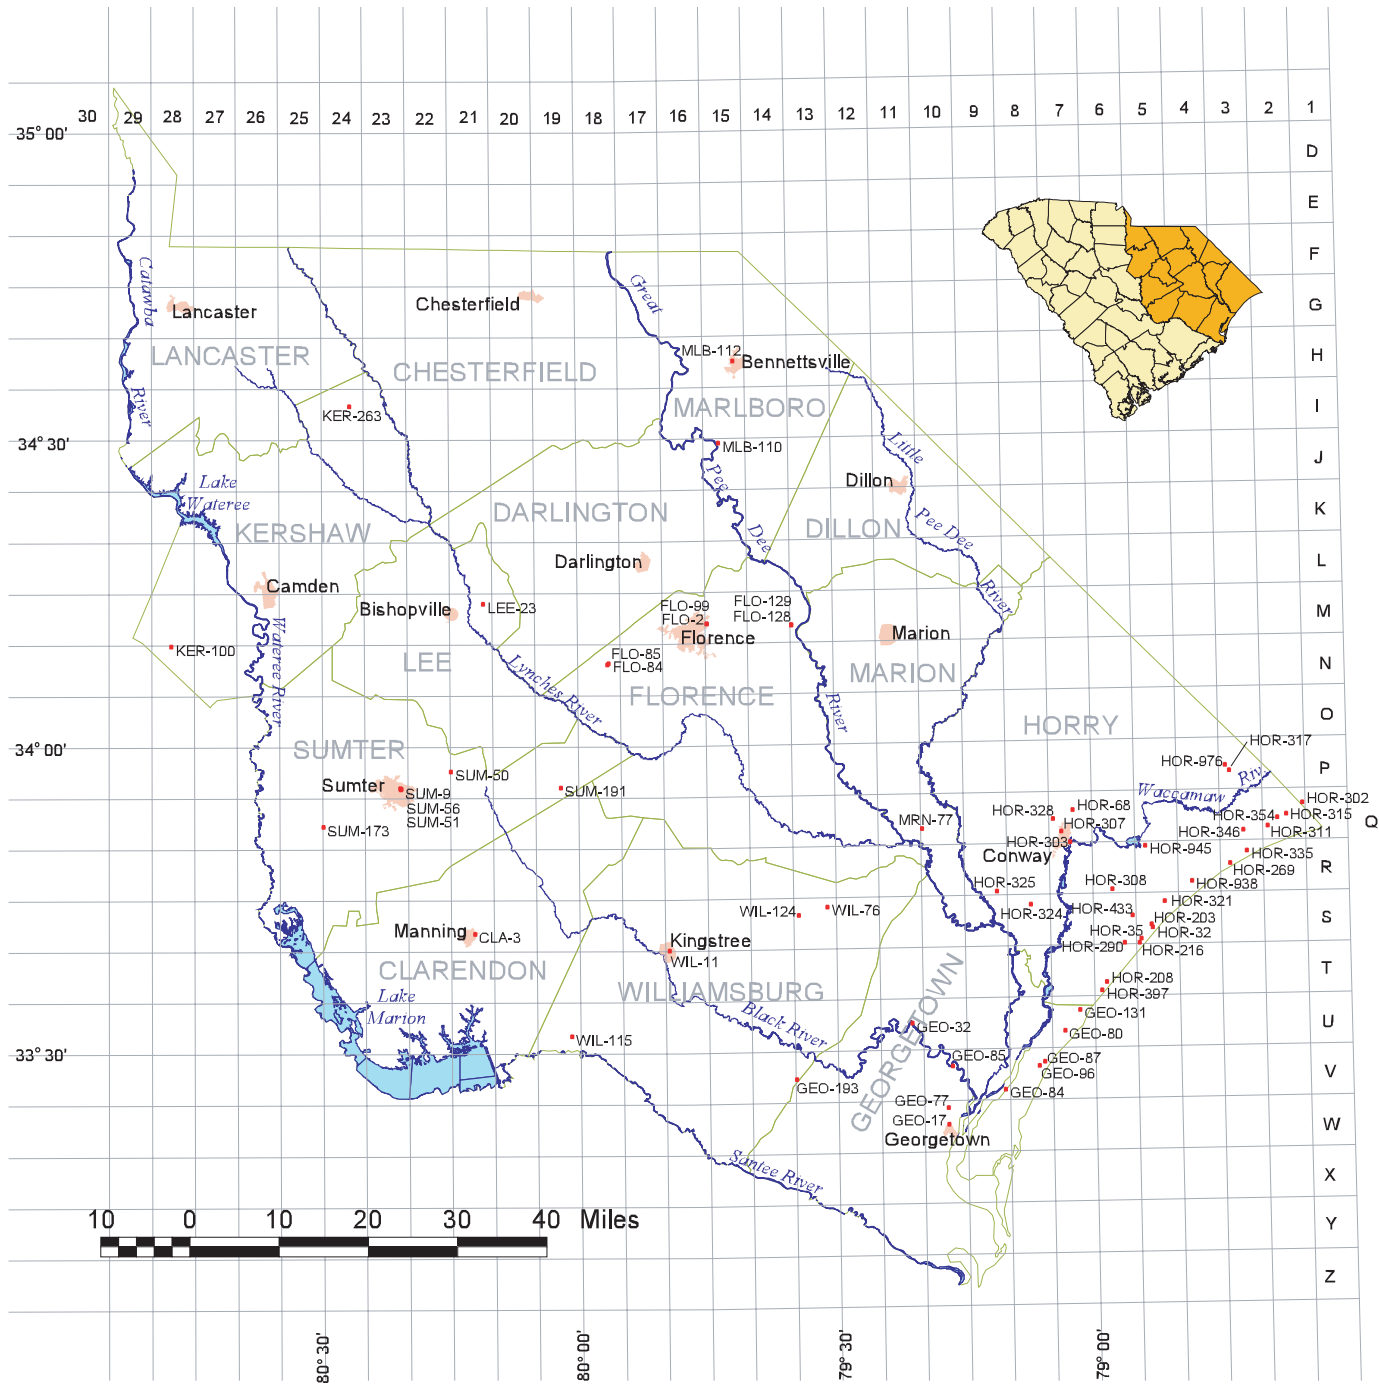 30 29 28 27 26 25 24 23 22 21 20 19 18 17 16 15 14 13 12 11 10 9 8 7 6 5 4 3 2 1
35° 00'
D
E
F
G
H
I
34° 30'
J
K
L
M
N
O
34° 00'
P
Q
R
S
T
U
33° 30'
V
W
X
Y
Z
Catawba
River
Lancaster
LANCASTER
Chesterfield
CHESTERFIELD
Great
MLB-112
Bennettsville
MARLBORO
KER-263
MLB-110
Pee
Dee
River
Little
Pee Dee
River
Dillon
DILLON
Lake
Wateree
KERSHAW
DARLINGTON
Darlington
Camden
Bishopville
LEE-23
FLO-99
FLO-2
Florence
FLO-129
FLO-128
Marion
MARION
KER-100
Wateree River
LEE
FLO-85
FLO-84
Lynches River
FLORENCE
HORRY
SUMTER
Sumter
SUM-50
SUM-9
SUM-56
SUM-51
SUM-191
SUM-173
HOR-317
HOR-976
Waccamaw
Riv
HOR-302
HOR-68
HOR-328
HOR-307
HOR-354
HOR-315
HOR-346
HOR-311
MRN-77
HOR-303
Conway
HOR-945
HOR-335
HOR-269
HOR-325
HOR-308
HOR-938
HOR-324
HOR-433
HOR-321
HOR-203
HOR-35
HOR-32
HOR-290
HOR-216
WIL-124
WIL-76
Manning
CLA-3
CLARENDON
Kingstree
WIL-11
WILLIAMSBURG
GEORGETOWN
HOR-208
HOR-397
Lake
Marion
Black River
GEO-131
GEO-32
GEO-80
WIL-115
GEO-85
GEO-87
GEO-96
GEO-193
GEO-84
GEO-77
GEO-17
Georgetown
Santee River
10 0 10 20 30 40 Miles
80° 30'
80° 00'
79° 30'
79° 00'